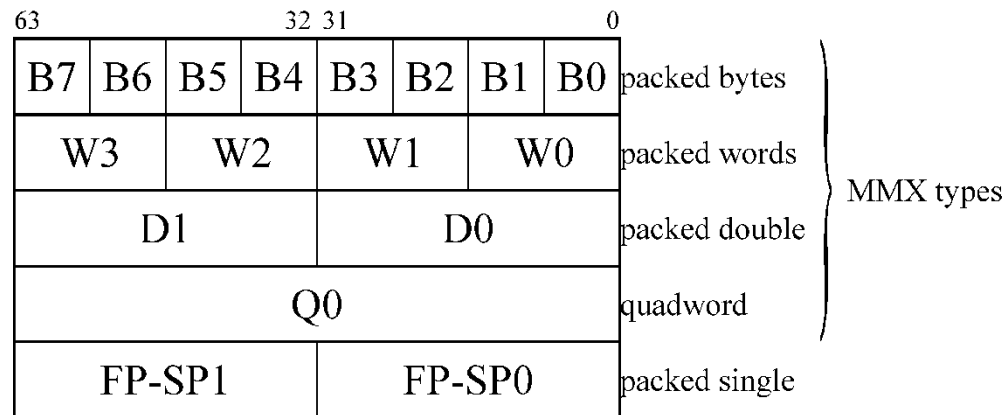 63 32 31 0
B7 B6 B5 B4 B3 B2 B1 B0 packed bytes
W3 W2 W1 W0 packed words
MMX types
D1 D0 packed double
Q0 quadword
FP-SP1 FP-SP0 packed single